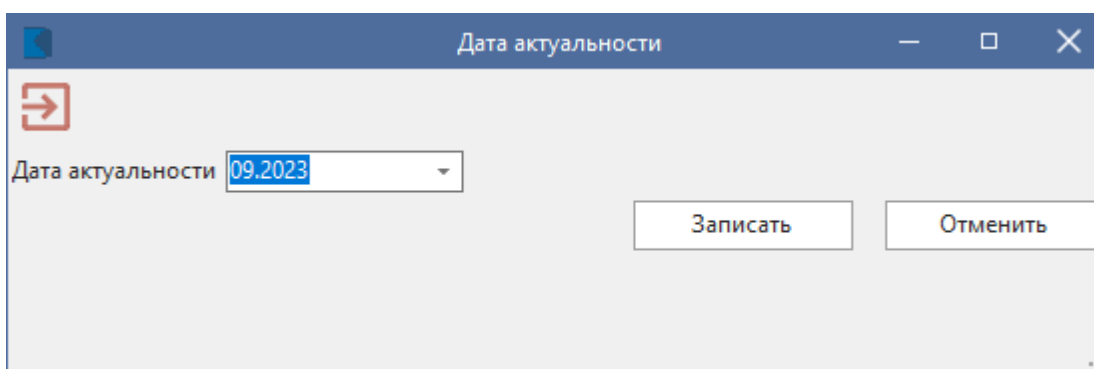 Дата актуальности
Дата актуальности 09.2023
Записать Отменить